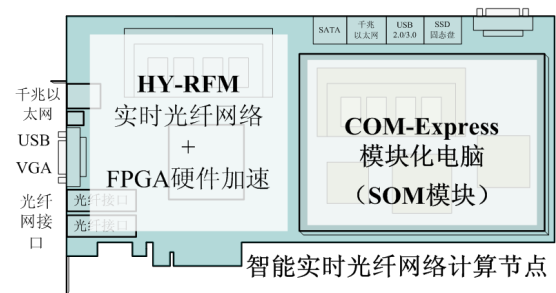 SATA
千兆
以太网
USB
2.0/3.0
SSD
固态盘
HY-RFM
实时光纤网络
+
FPGA硬件加速
COM-Express
模块化电脑
（SOM模块）
千兆以
太网
USB
VGA
光纤
网接
口
光纤接口
光纤接口
智能实时光纤网络计算节点